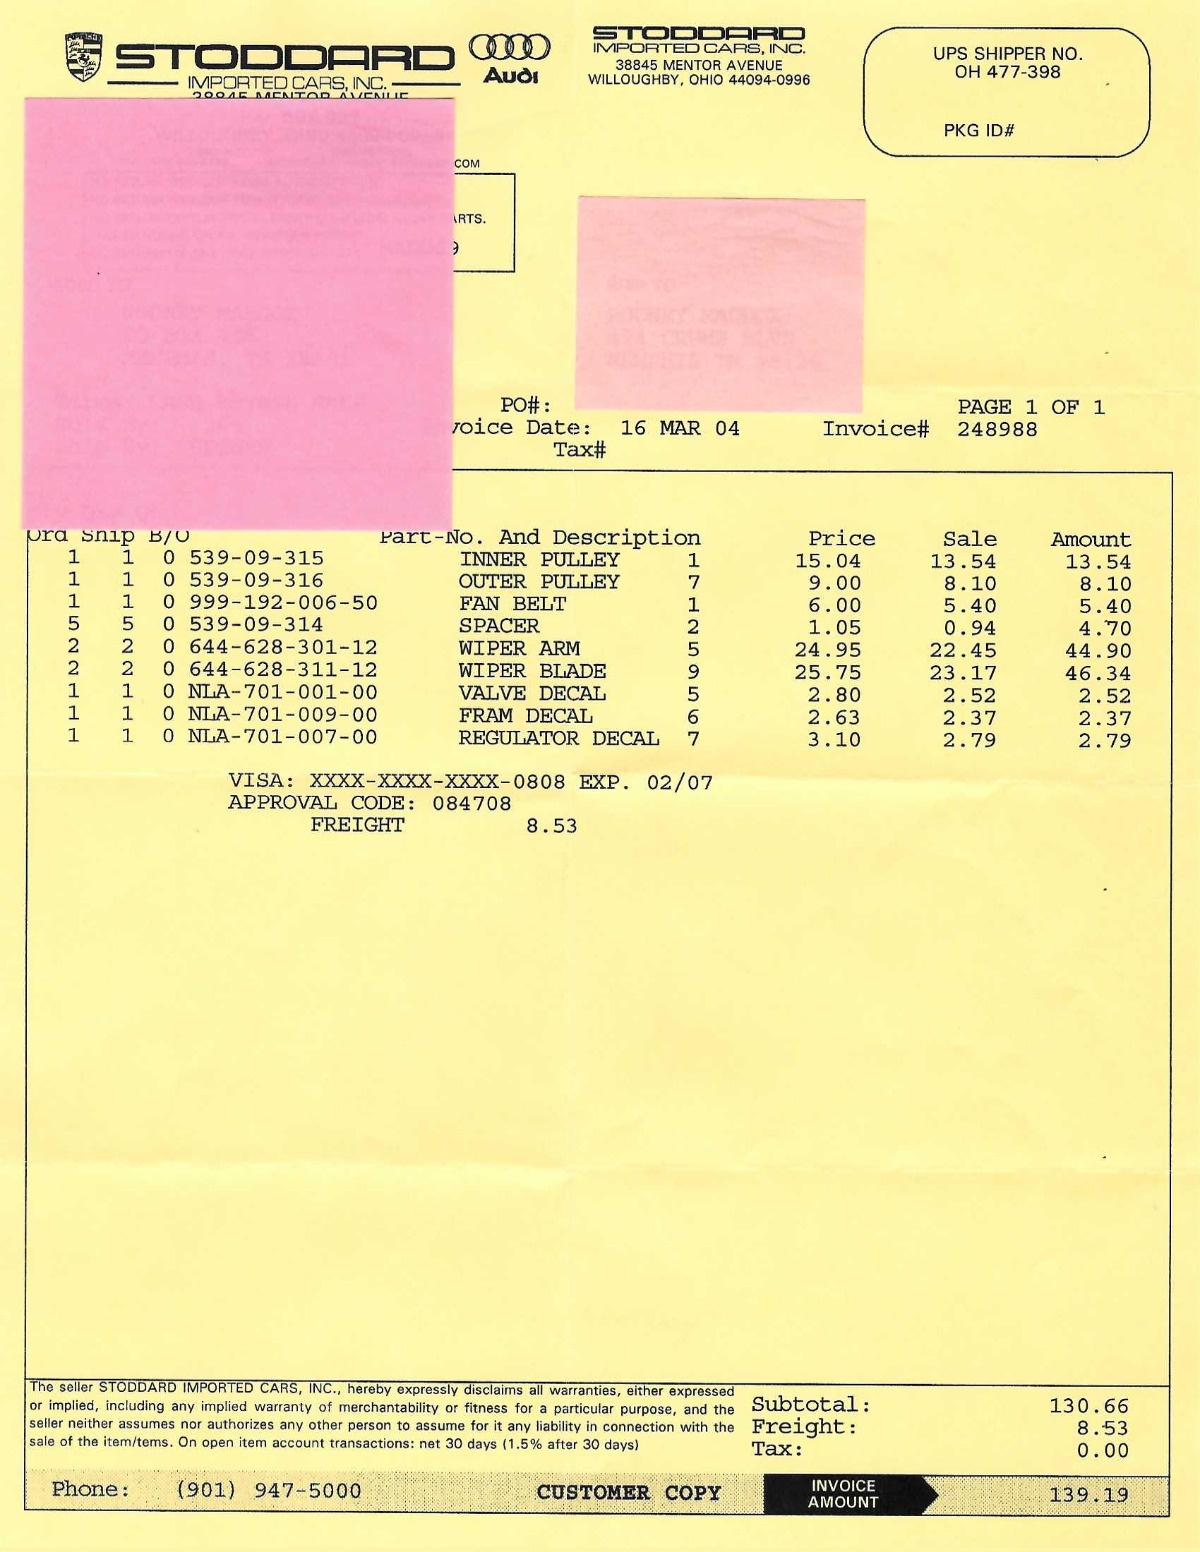 STODDARD
IMPORTED CARS, INC.
38845 MENTOR AVENUE
Audi
STODDARD
IMPORTED CARS, INC.
38845 MENTOR AVENUE
WILLOUGHBY, OHIO 44094-0996
UPS SHIPPER NO.
OH 477-398
PKG ID#
COM
ARTS.
9
PO#: PAGE 1 OF 1
voice Date: 16 MAR 04 Invoice# 248988
Tax#
Ord Ship B/O Part-No. And Description Price Sale Amount
1 1 0 539-09-315 INNER PULLEY 1 15.04 13.54 13.54
1 1 0 539-09-316 OUTER PULLEY 7 9.00 8.10 8.10
1 1 0 999-192-006-50 FAN BELT 1 6.00 5.40 5.40
5 5 0 539-09-314 SPACER 2 1.05 0.94 4.70
2 2 0 644-628-301-12 WIPER ARM 5 24.95 22.45 44.90
2 2 0 644-628-311-12 WIPER BLADE 9 25.75 23.17 46.34
1 1 0 NLA-701-001-00 VALVE DECAL 5 2.80 2.52 2.52
1 1 0 NLA-701-009-00 FRAM DECAL 6 2.63 2.37 2.37
1 1 0 NLA-701-007-00 REGULATOR DECAL 7 3.10 2.79 2.79
VISA: XXXX-XXXX-XXXX-0808 EXP. 02/07
APPROVAL CODE: 084708
FREIGHT 8.53
The seller STODDARD IMPORTED CARS, INC., hereby expressly disclaims all warranties, either expressed
or implied, including any implied warranty of merchantability or fitness for a particular purpose, and the
seller neither assumes nor authorizes any other person to assume for it any liability in connection with the
sale of the item/tems. On open item account transactions: net 30 days (1.5% after 30 days)
Subtotal: 130.66
Freight: 8.53
Tax: 0.00
Phone: (901) 947-5000 CUSTOMER COPY INVOICE
AMOUNT 139.19